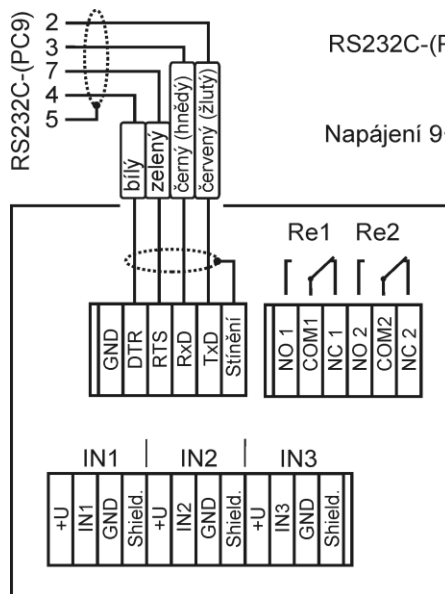 RS232C-(PC9)
2
3
7
4
5
RS232C-(P
Napájení 9
bílý
zelený
černý (hnědý)
červený (žlutý)
Re1 Re2
GND
DTR
RTS
RxD
TxD
Stínění
NO 1
COM1
NC 1
NO 2
COM2
NC 2
IN1 IN2 IN3
+U
IN1
GND
Shield.
+U
IN2
GND
Shield.
+U
IN3
GND
Shield.